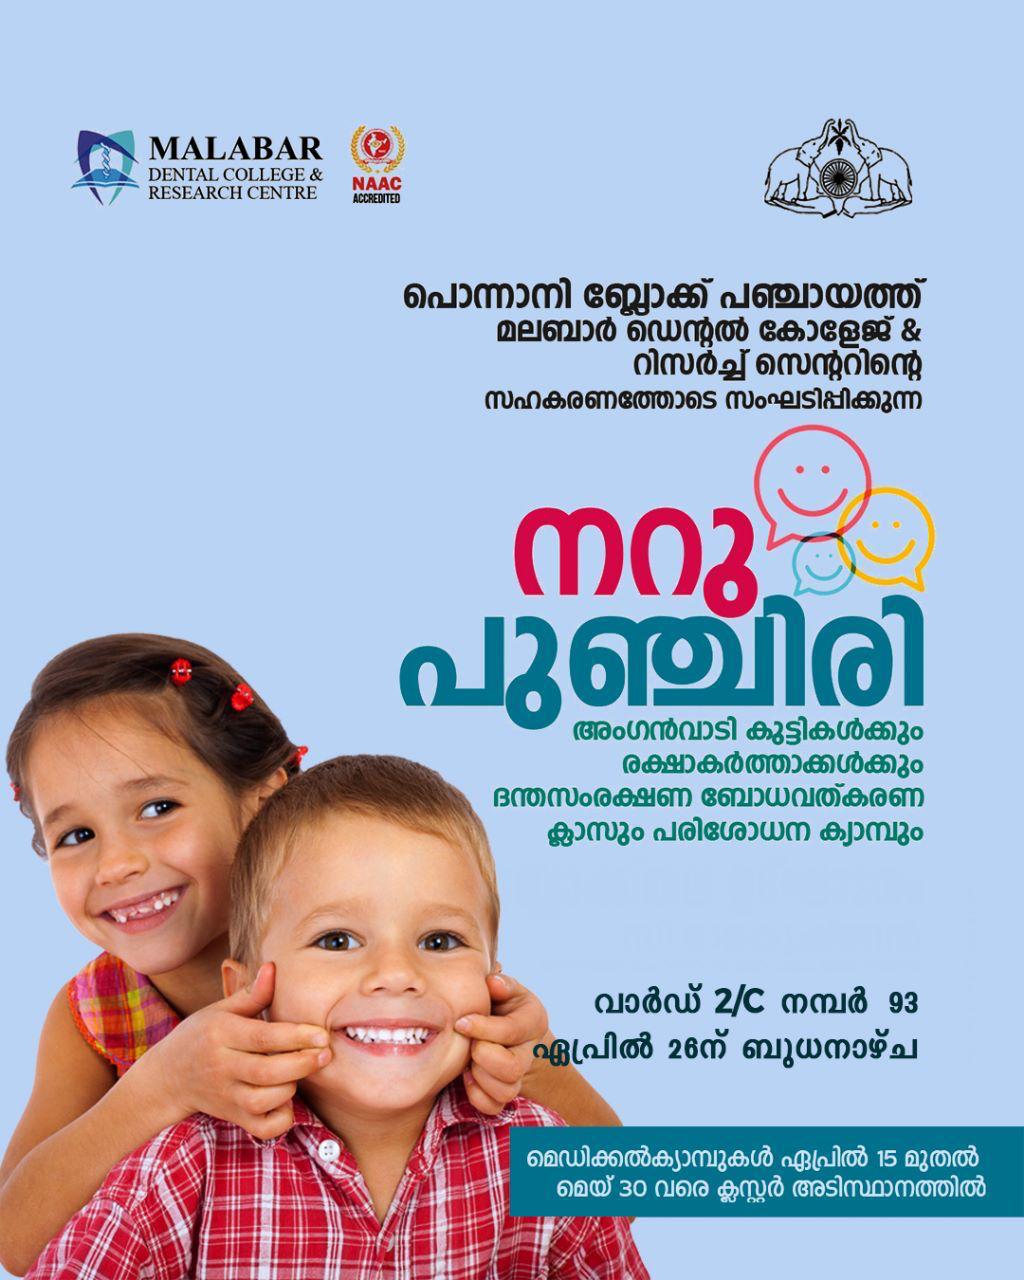 MALABAR
DENTAL COLLEGE &
RESEARCH CENTRE
NAAC
ACCREDITED
പൊന്നാനി ബ്ലോക്ക് പഞ്ചായത്ത്
മലബാർ ഡെന്റൽ കോളേജ് &
റിസർച്ച് സെന്ററിന്റെ
സഹകരണത്തോടെ സംഘടിപ്പിക്കുന്ന
നറു
പുഞ്ചിരി
അംഗൻവാടി കുട്ടികൾക്കും
രക്ഷാകർത്താക്കൾക്കും
ദന്തസംരക്ഷണ ബോധവത്കരണ
ക്ലാസും പരിശോധന ക്യാമ്പും
വാർഡ് 2/C നമ്പർ 93
ഏപ്രിൽ 26ന് ബുധനാഴ്ച
മെഡിക്കൽക്യാമ്പുകൾ ഏപ്രിൽ 15 മുതൽ
മെയ് 30 വരെ ക്ലസ്റ്റർ അടിസ്ഥാനത്തിൽ